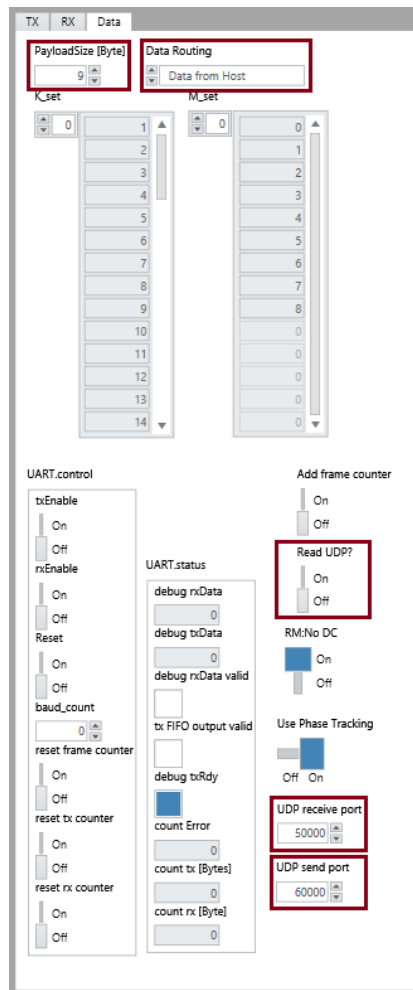 TX RX Data
PayloadSize [Byte] Data Routing
9 Data from Host
K_set M_set
0 1 0 0
2 1
3 2
4 3
5 4
6 5
7 6
8 7
9 8
10 0
11 0
12 0
13 0
14 0
UART.control
txEnable
On
Off
rxEnable
On
Off
Reset
On
Off
baud_count
0
reset frame counter
On
Off
reset tx counter
On
Off
reset rx counter
On
Off
UART.status
debug rxData
0
debug txData
0
debug rxData valid
tx FIFO output valid
debug txRdy
count Error
0
count tx [Bytes]
0
count rx [Byte]
0
Add frame counter
On
Off
Read UDP?
On
Off
RM:No DC
On
Off
Use Phase Tracking
Off On
UDP receive port
50000
UDP send port
60000